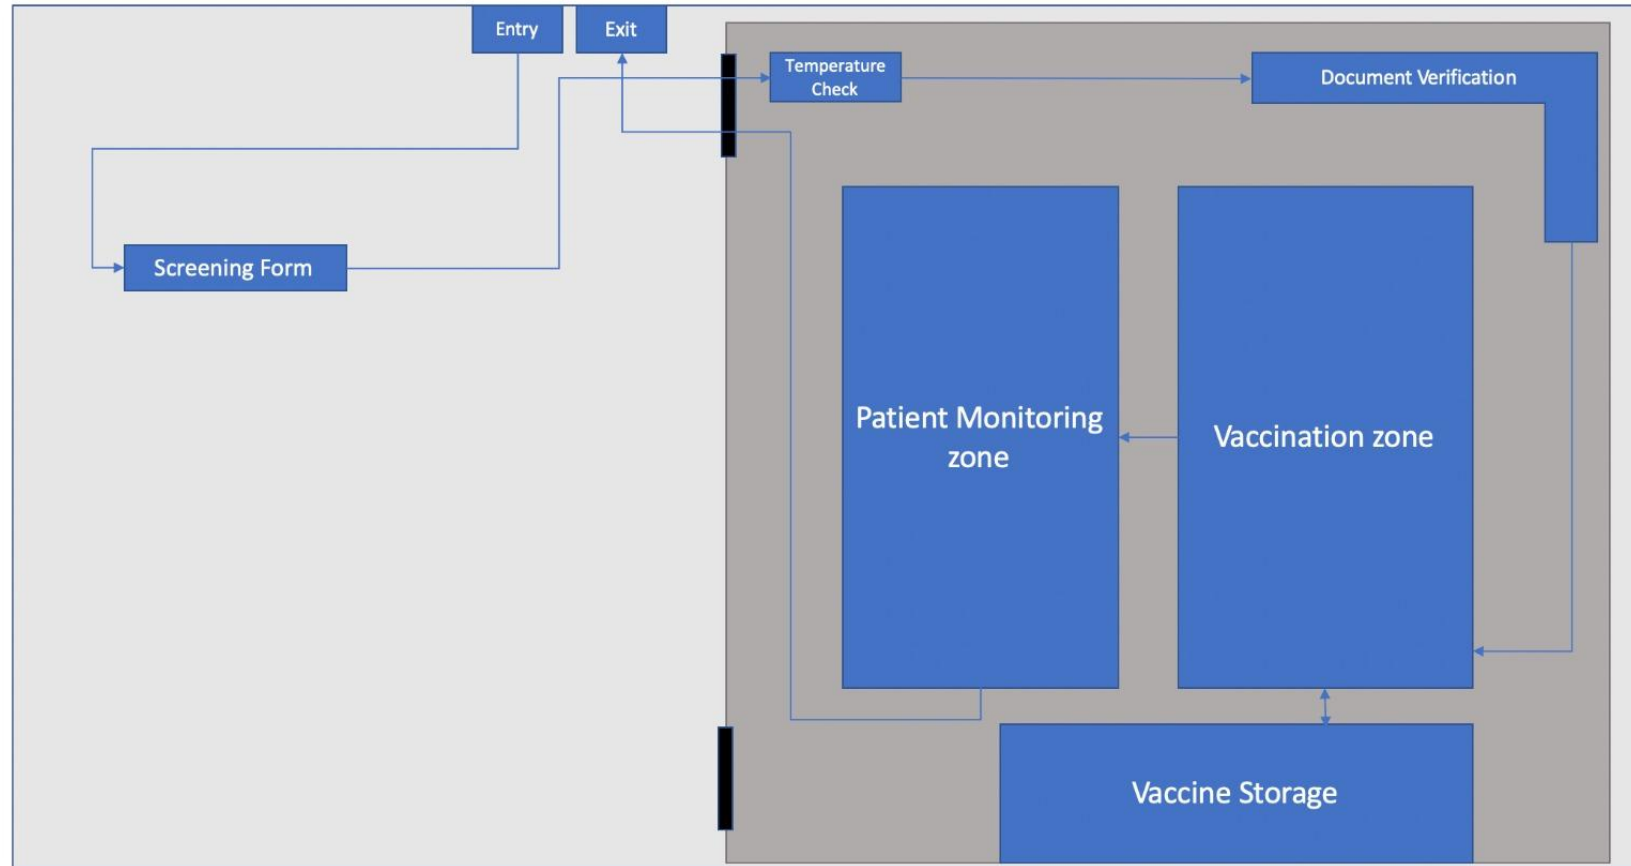 Entry
Exit
Temperature
Check
Document Verification
Screening Form
Patient Monitoring
zone
Vaccination zone
Vaccine Storage